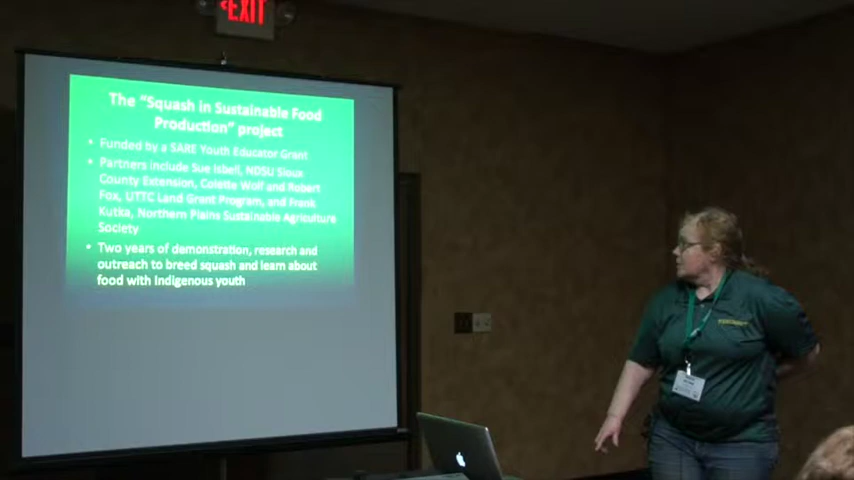 EXIT
The "Squash in Sustainable Food
Production" project
• Funded by a SARE Youth Educator Grant
• Partners include Sue Isbell, NDSU Sioux
County Extension, Colette Wolf and Robert
Fox, UTTC Land Grant Program, and Frank
Kutka, Northern Plains Sustainable Agriculture
Society
• Two years of demonstration, research and
outreach to breed squash and learn about
food with Indigenous youth